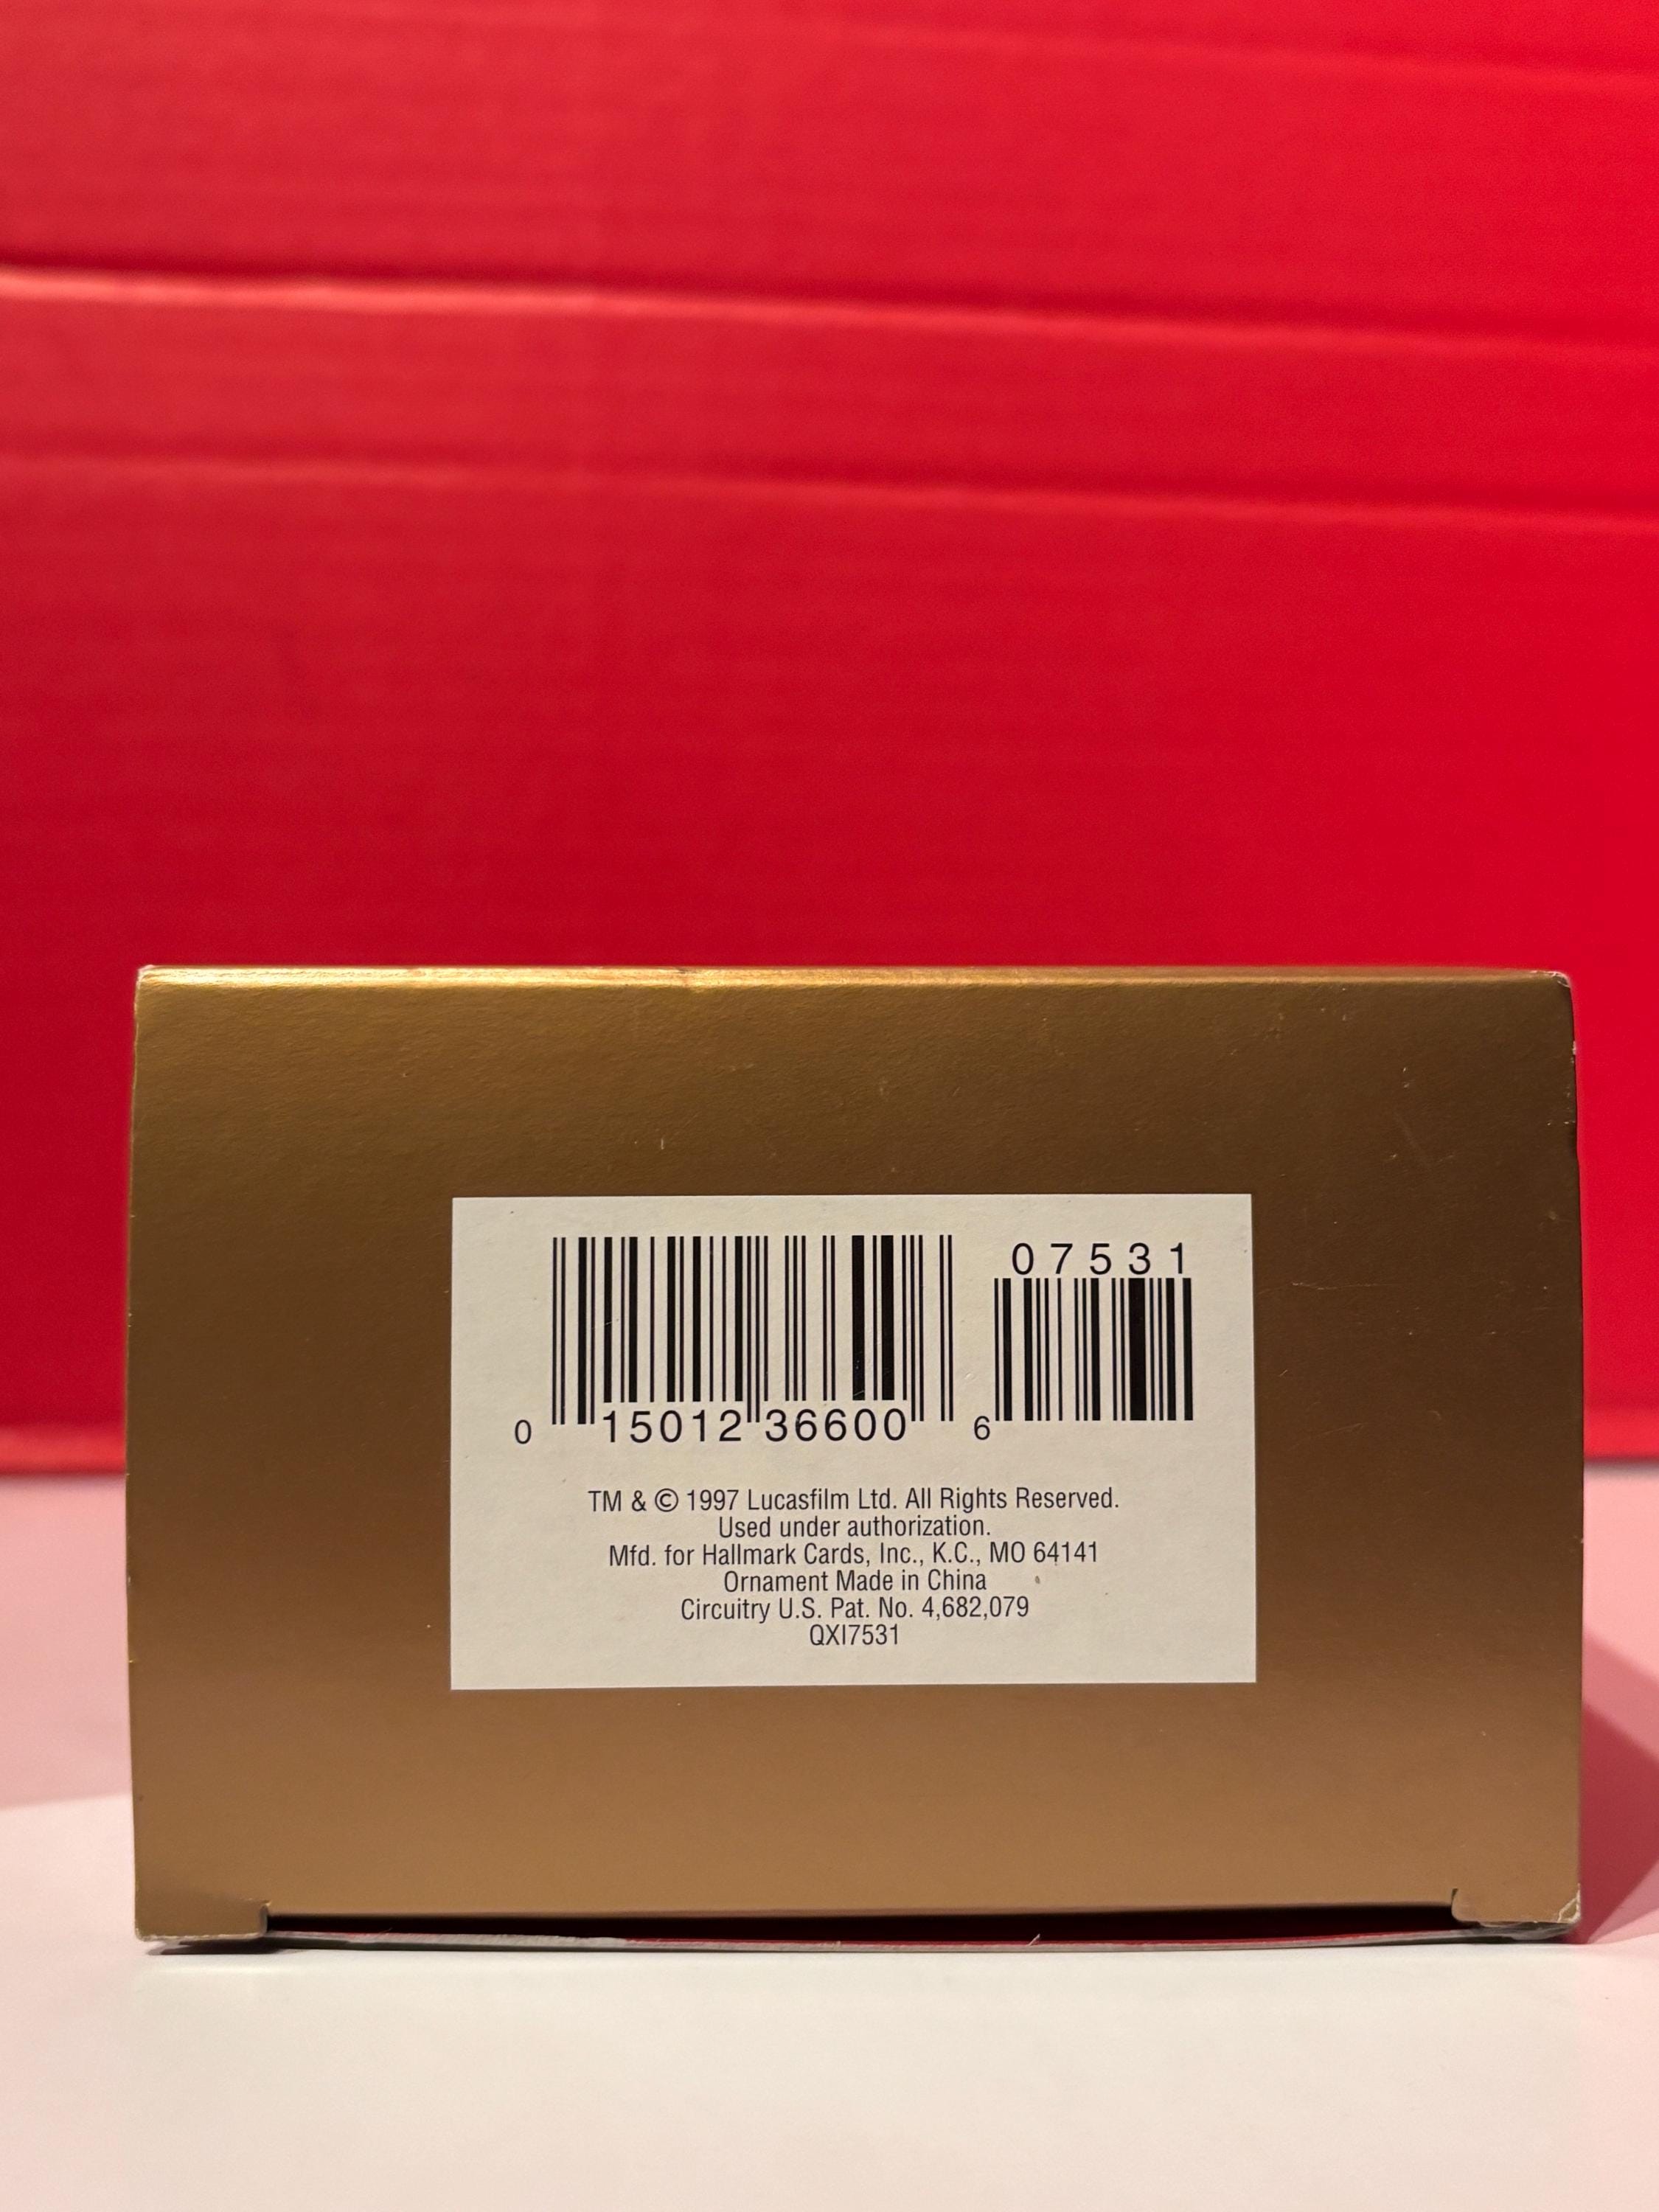 07531
0 15012 36600 6
TM & © 1997 Lucasfilm Ltd. All Rights Reserved.
Used under authorization.
Mfd. for Hallmark Cards, Inc., K.C., MO 64141
Ornament Made in China
Circuitry U.S. Pat. No. 4,682,079
QXI7531